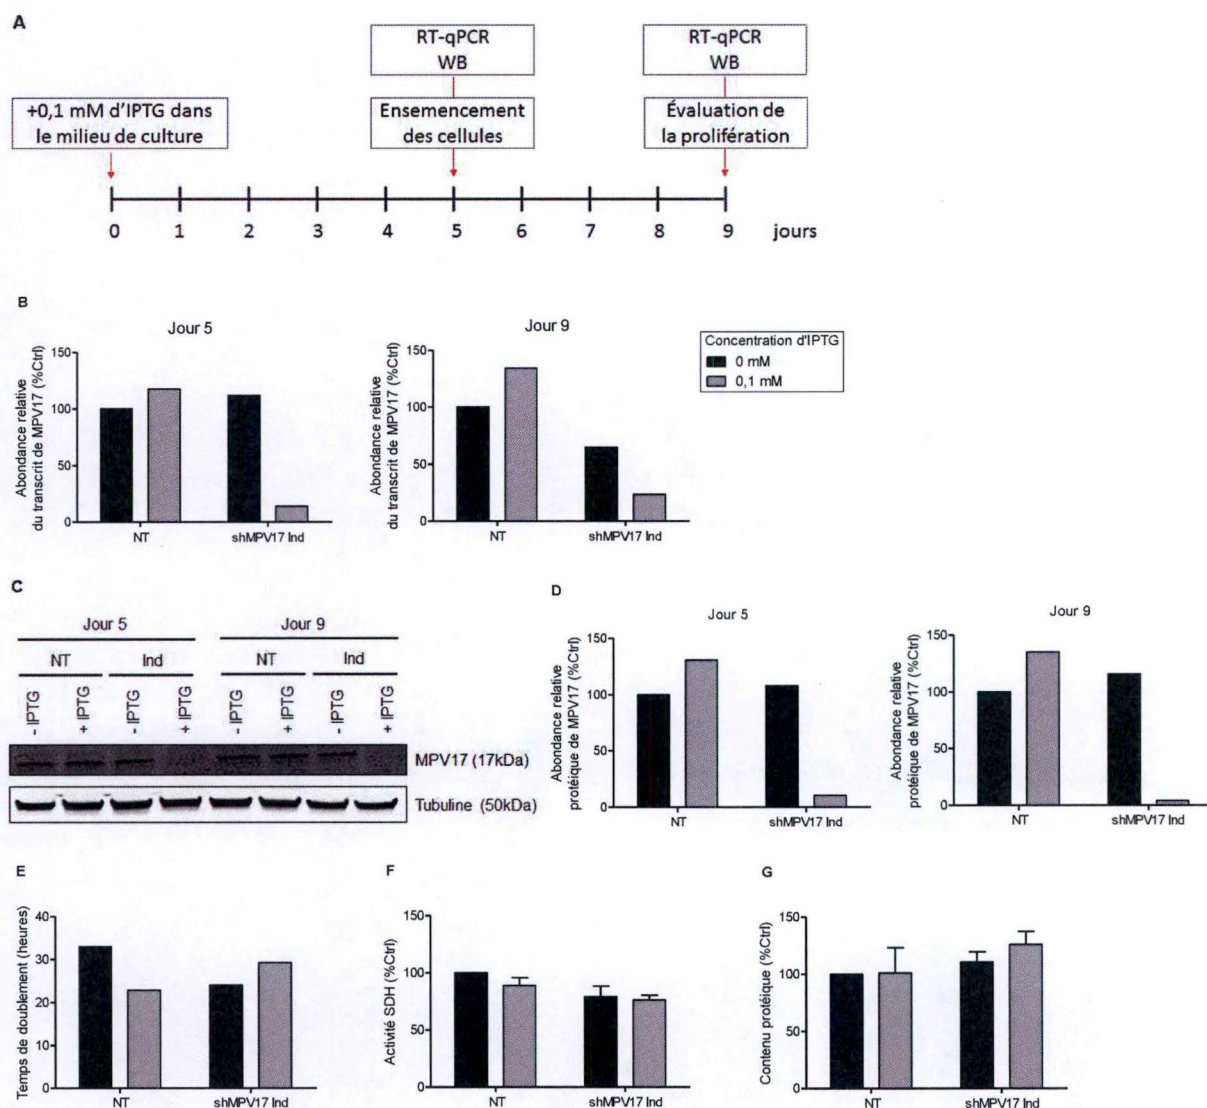 A
RT-qPCR
WB
RT-qPCR
WB
+0,1 mM d'IPTG dans
le milieu de culture
Ensemencement
des cellules
Évaluation de
la prolifération
0 1 2 3 4 5 6 7 8 9 jours
B
Jour 5
Abondance relative
du transcrit de MPV17 (%Ctrl)
150
100
50
0
NT
shMPV17 Ind
Jour 9
Abondance relative
du transcrit de MPV17 (%Ctrl)
150
100
50
0
NT
shMPV17 Ind
Concentration d'IPTG
0 mM
0,1 mM
C
Jour 5
Jour 9
NT
Ind
NT
Ind
- IPTG
+ IPTG
- IPTG
+ IPTG
- IPTG
+ IPTG
- IPTG
+ IPTG
MPV17 (17kDa)
Tubuline (50kDa)
D
Jour 5
Abondance relative
protéique de MPV17 (%Ctrl)
150
100
50
0
NT
shMPV17 Ind
Jour 9
Abondance relative
protéique de MPV17 (%Ctrl)
150
100
50
0
NT
shMPV17 Ind
E
Temps de doublement (heures)
40
30
20
10
0
NT
shMPV17 Ind
F
Activité SDH (%Ctrl)
150
100
50
0
NT
shMPV17 Ind
G
Contenu protéique (%Ctrl)
150
100
50
0
NT
shMPV17 Ind